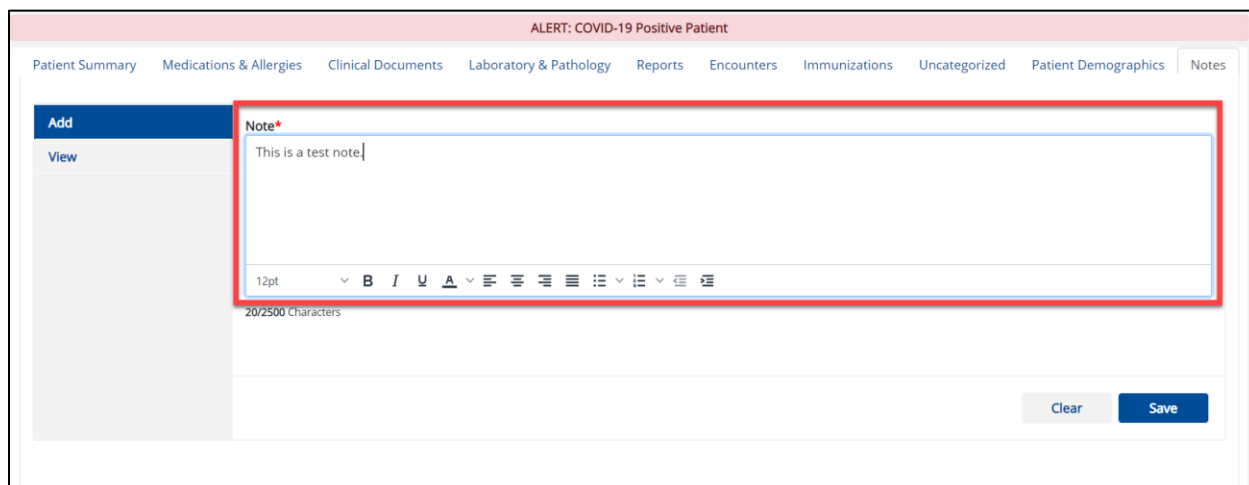 ALERT: COVID-19 Positive Patient
Patient Summary Medications & Allergies Clinical Documents Laboratory & Pathology Reports Encounters Immunizations Uncategorized Patient Demographics Notes
Add
Note*
View
This is a test note.
12pt B I U A
20/2500 Characters
Clear Save